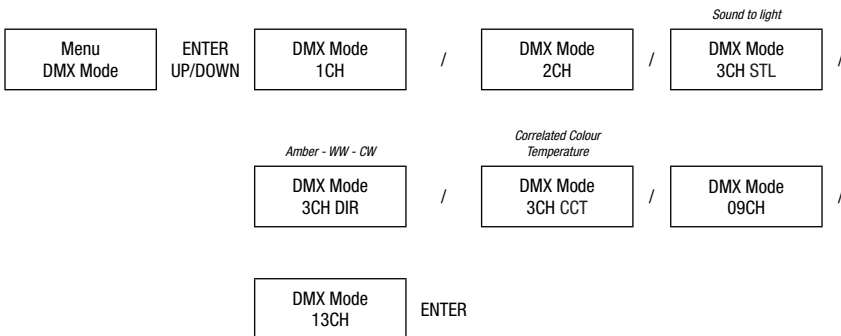 Sound to light
Menu
DMX Mode
ENTER
UP/DOWN
DMX Mode
1CH
/
DMX Mode
2CH
/
DMX Mode
3CH STL
/
Amber - WW - CW
DMX Mode
3CH DIR
/
Correlated Colour
Temperature
DMX Mode
3CH CCT
/
DMX Mode
09CH
/
DMX Mode
13CH
ENTER